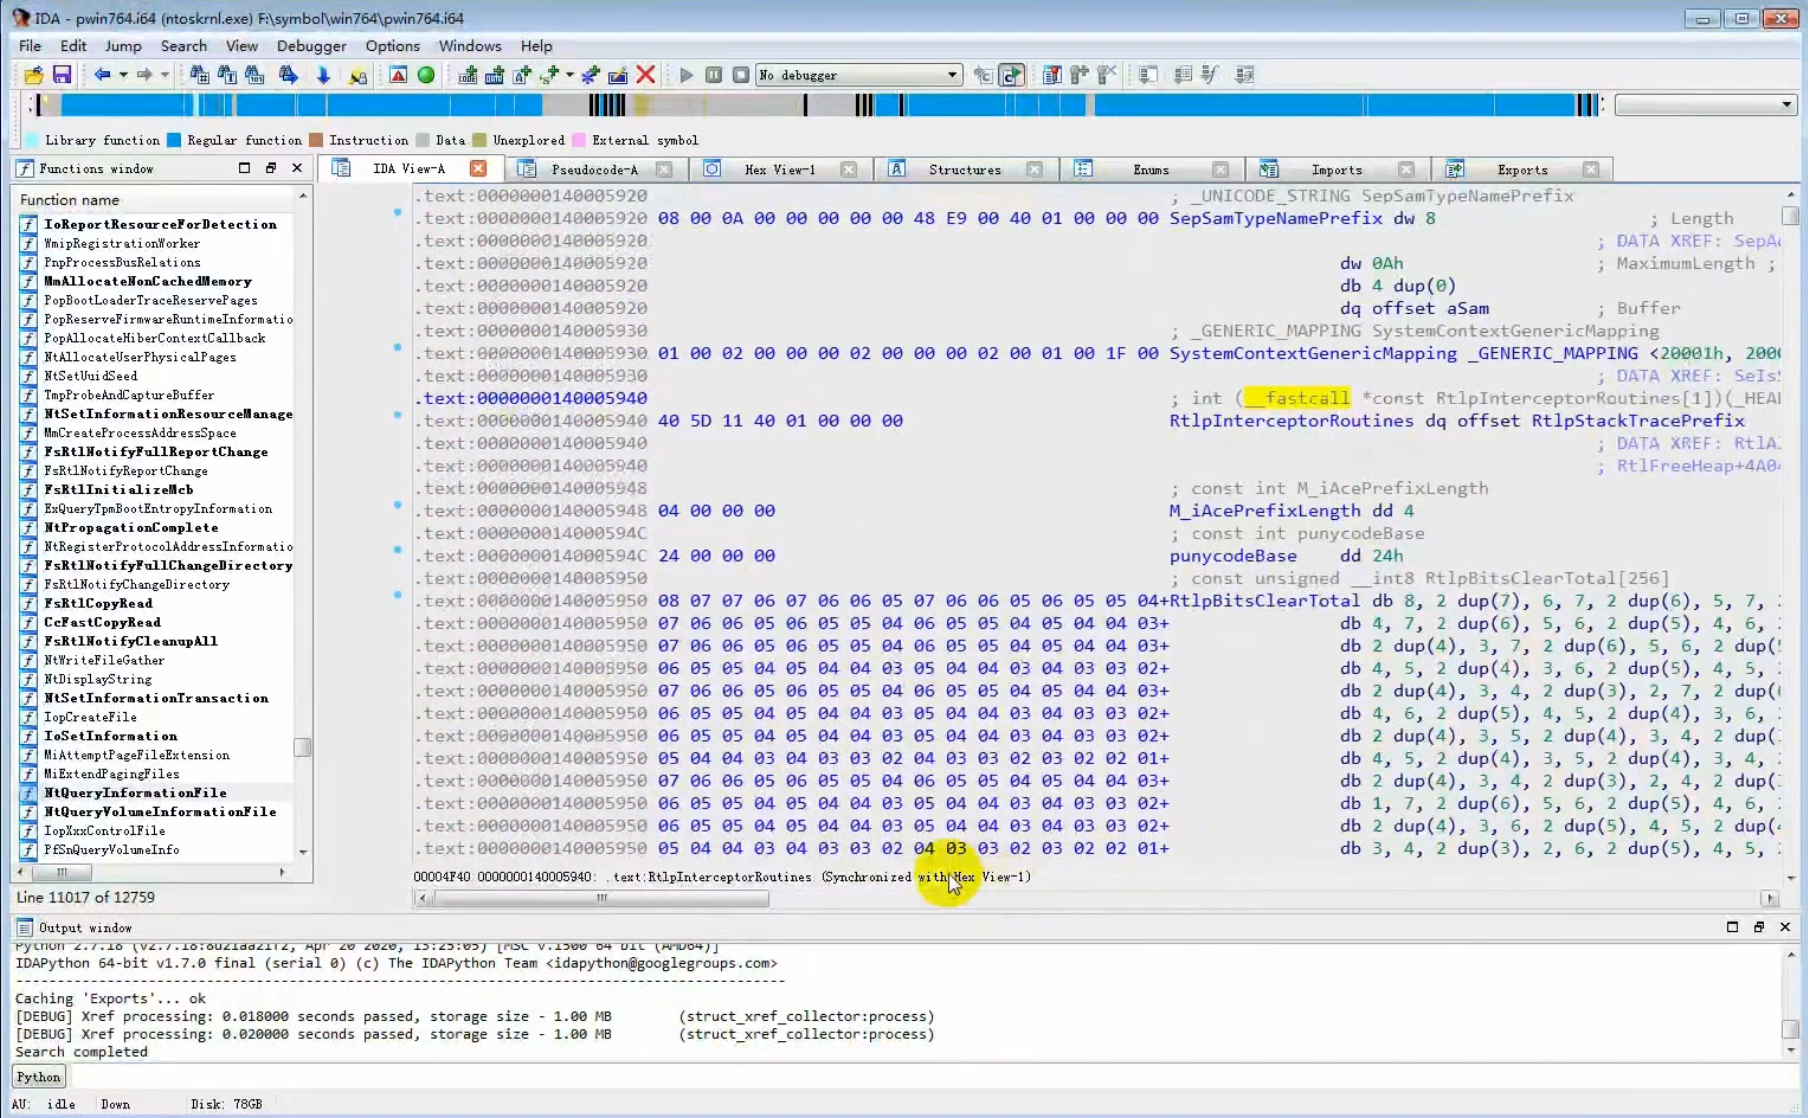 IDA - pwin764.i64 (ntoskrnl.exe) F:\symbol\win764\pwin764.i64
File Edit Jump Search View Debugger Options Windows Help
No debugger
Library function Regular function Instruction Data Unexplored External symbol
Functions window
IDA View-A Pseudocode-A Hex View-1 Structures Enums Imports Exports
Function name
IoReportResourceForDetection
WmipRegistrationWorker
PnpProcessBusRelations
MmAllocateNonCachedMemory
PopBootLoaderTraceReservePages
PopReserveFirmwareRuntimeInformatio
PopAllocateHiberContextCallback
NtAllocateUserPhysicalPages
NtSetUuidSeed
TmpProbeAndCaptureBuffer
NtSetInformationResourceManage
MmCreateProcessAddressSpace
FsRtlNotifyFullReportChange
FsRtlNotifyReportChange
FsRtlInitializeMcb
ExQueryTpmBootEntropyInformation
NtPropagationComplete
NtRegisterProtocolAddressInformatio
FsRtlNotifyFullChangeDirectory
FsRtlNotifyChangeDirectory
FsRtlCopyRead
CcFastCopyRead
FsRtlNotifyCleanupAll
NtWriteFileGather
NtDisplayString
NtSetInformationTransaction
IopCreateFile
IoSetInformation
MiAttemptPageFileExtension
MiExtendPagingFiles
NtQueryInformationFile
NtQueryVolumeInformationFile
IopXxxControlFile
PfSnQueryVolumeInfo
Line 11017 of 12759
.text:0000000140005920 ; _UNICODE_STRING SepSamTypeNamePrefix
.text:0000000140005920 08 00 0A 00 00 00 00 00 48 E9 00 40 01 00 00 00 SepSamTypeNamePrefix dw 8 ; Length
.text:0000000140005920 ; DATA XREF: SepAc
.text:0000000140005920 dw 0Ah ; MaximumLength ;
.text:0000000140005920 db 4 dup(0)
.text:0000000140005920 dq offset aSam ; Buffer
.text:0000000140005930 ; _GENERIC_MAPPING SystemContextGenericMapping
.text:0000000140005930 01 00 02 00 00 00 02 00 00 00 02 00 01 00 1F 00 SystemContextGenericMapping _GENERIC_MAPPING <20001h, 2000
.text:0000000140005930 ; DATA XREF: SeIsS
.text:0000000140005940 ; int (__fastcall *const RtlpInterceptorRoutines[1])(_HEA
.text:0000000140005940 40 5D 11 40 01 00 00 00 RtlpInterceptorRoutines dq offset RtlpStackTracePrefix
.text:0000000140005940 ; DATA XREF: RtlA
.text:0000000140005940 ; RtlFreeHeap+4A04
.text:0000000140005948 ; const int M_iAcePrefixLength
.text:0000000140005948 04 00 00 00 M_iAcePrefixLength dd 4
.text:000000014000594C ; const int punycodeBase
.text:000000014000594C 24 00 00 00 punycodeBase dd 24h
.text:0000000140005950 ; const unsigned __int8 RtlpBitsClearTotal[256]
.text:0000000140005950 08 07 07 06 07 06 06 05 07 06 06 05 06 05 05 04+RtlpBitsClearTotal db 8, 2 dup(7), 6, 7, 2 dup(6), 5, 7,
.text:0000000140005950 07 06 06 05 06 05 05 04 06 05 05 04 05 04 04 03+ db 4, 7, 2 dup(6), 5, 6, 2 dup(5), 4, 6,
.text:0000000140005950 07 06 06 05 06 05 05 04 06 05 05 04 05 04 04 03+ db 2 dup(4), 3, 7, 2 dup(6), 5, 6, 2 dup(5
.text:0000000140005950 06 05 05 04 05 04 04 03 05 04 04 03 04 03 03 02+ db 4, 5, 2 dup(4), 3, 6, 2 dup(5), 4, 5,
.text:0000000140005950 07 06 06 05 06 05 05 04 06 05 05 04 05 04 04 03+ db 2 dup(4), 3, 4, 2 dup(3), 2, 7, 2 dup(
.text:0000000140005950 06 05 05 04 05 04 04 03 05 04 04 03 04 03 03 02+ db 4, 6, 2 dup(5), 4, 5, 2 dup(4), 3, 6,
.text:0000000140005950 06 05 05 04 05 04 04 03 05 04 04 03 04 03 03 02+ db 2 dup(4), 3, 5, 2 dup(4), 3, 4, 2 dup(
.text:0000000140005950 05 04 04 03 04 03 03 02 04 03 03 02 03 02 02 01+ db 4, 5, 2 dup(4), 3, 5, 2 dup(4), 3, 4,
.text:0000000140005950 07 06 06 05 06 05 05 04 06 05 05 04 05 04 04 03+ db 2 dup(4), 3, 4, 2 dup(3), 2, 4, 2 dup(
.text:0000000140005950 06 05 05 04 05 04 04 03 05 04 04 03 04 03 03 02+ db 1, 7, 2 dup(6), 5, 6, 2 dup(5), 4, 6,
.text:0000000140005950 06 05 05 04 05 04 04 03 05 04 04 03 04 03 03 02+ db 2 dup(4), 3, 6, 2 dup(5), 4, 5, 2 dup(4
.text:0000000140005950 05 04 04 03 04 03 03 02 04 03 03 02 03 02 02 01+ db 3, 4, 2 dup(3), 2, 6, 2 dup(5), 4, 5,
00004F40 0000000140005940: .text:RtlpInterceptorRoutines (Synchronized with Hex View-1)
Output window
Python 2.7.18 (v2.7.18:8d21aa21f2, Apr 20 2020, 13:25:05) [MSC v.1500 64 bit (AMD64)]
IDAPython 64-bit v1.7.0 final (serial 0) (c) The IDAPython Team <idapython@googlegroups.com>
Caching 'Exports'... ok
[DEBUG] Xref processing: 0.018000 seconds passed, storage size - 1.00 MB (struct_xref_collector:process)
[DEBUG] Xref processing: 0.020000 seconds passed, storage size - 1.00 MB (struct_xref_collector:process)
Search completed
Python
AU: idle Down Disk: 78GB